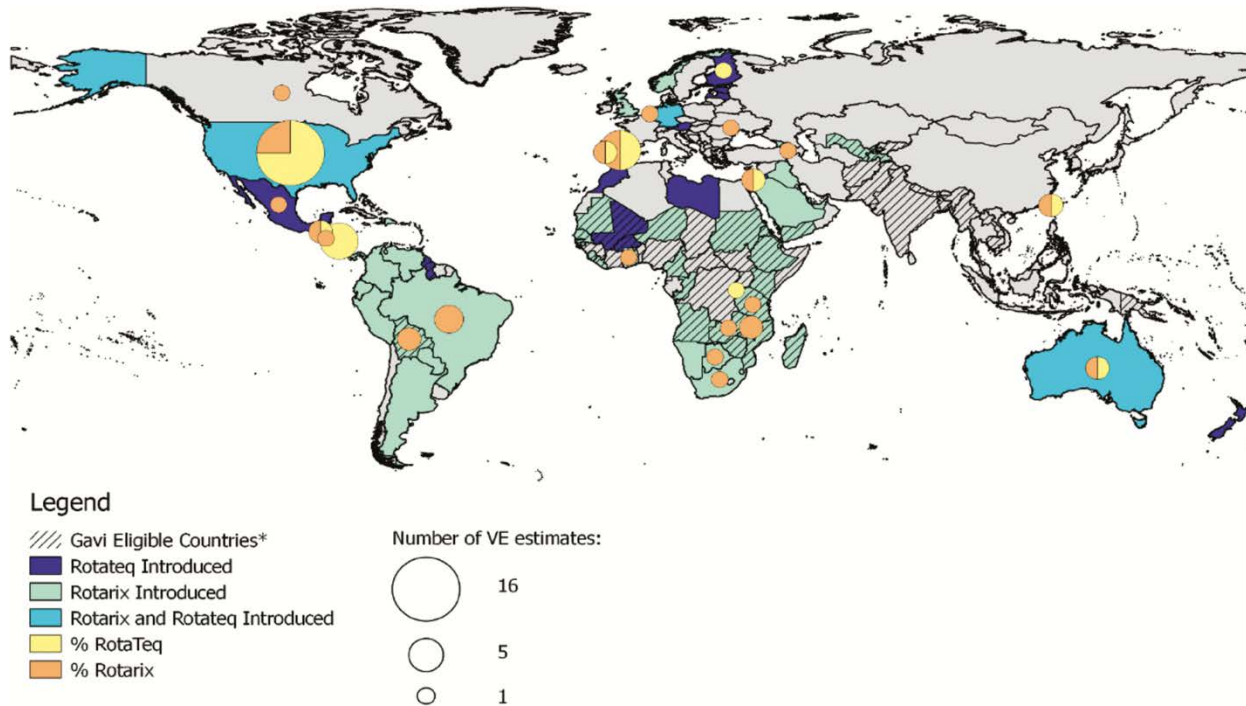 Legend
Gavi Eligible Countries*
Rotateq Introduced
Rotarix Introduced
Rotarix and Rotateq Introduced
% RotaTeq
% Rotarix
Number of VE estimates:
16
5
1